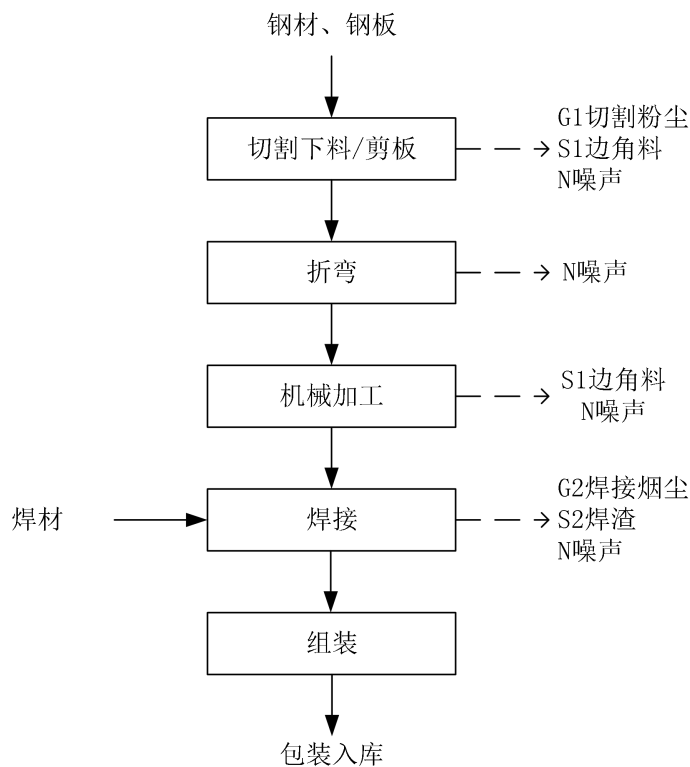 钢材、钢板
切割下料/剪板
G1切割粉尘
S1边角料
N噪声
折弯
N噪声
机械加工
S1边角料
N噪声
焊材
焊接
G2焊接烟尘
S2焊渣
N噪声
组装
包装入库